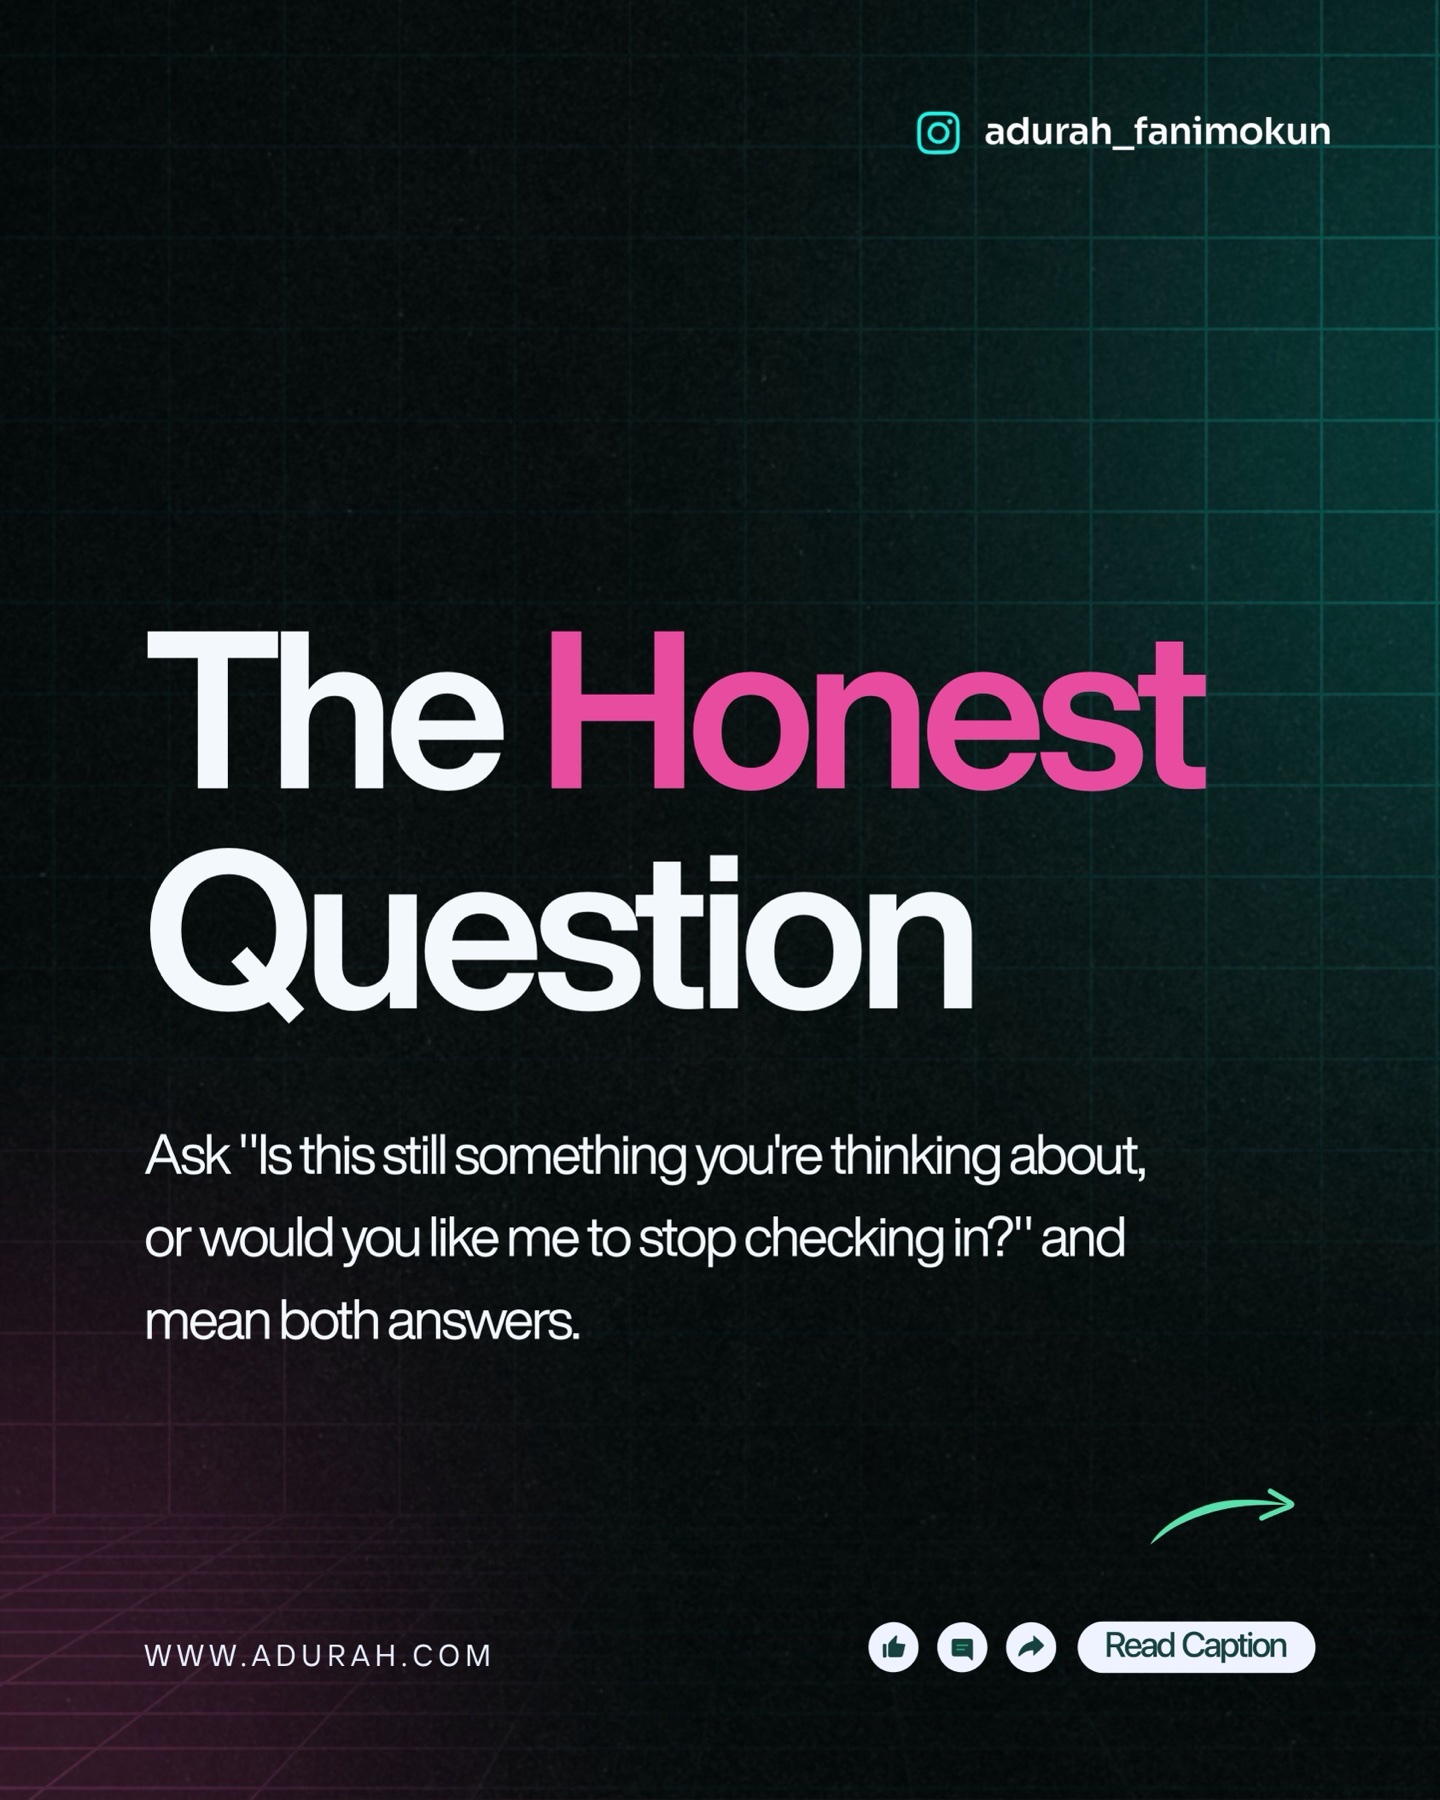 adurah_fanimokun
The Honest
Question
Ask "Is this still something you're thinking about,
or would you like me to stop checking in?" and
mean both answers.
WWW.ADURAH.COM
Read Caption